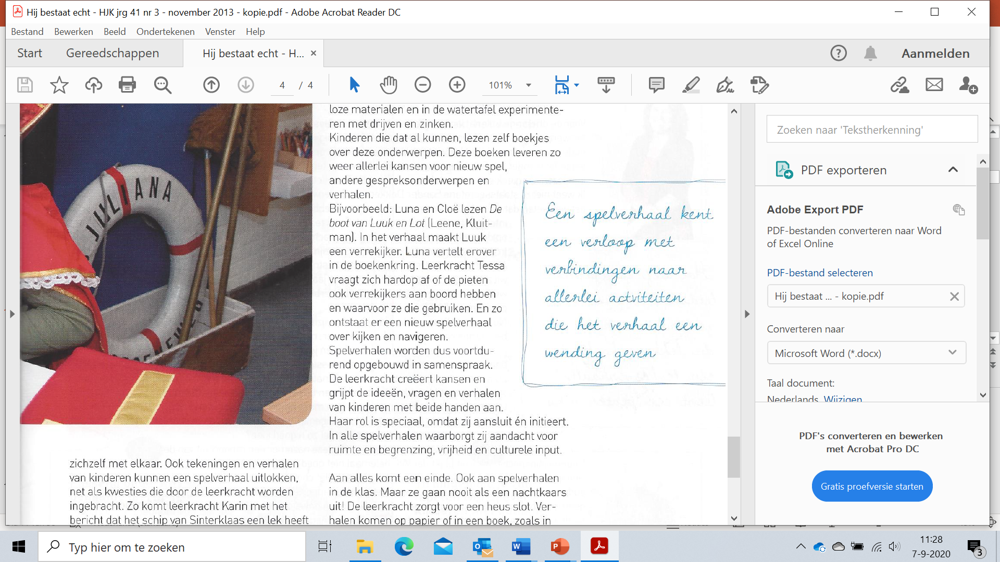 Hij bestaat echt - HJK jrg 41 nr 3 - november 2013 - kopie.pdf - Adobe Acrobat Reader DC
Bestand Bewerken Beeld Ondertekenen Venster Help
Start Gereedschappen Hij bestaat echt - H... ×
Aanmelden
4 / 4
101%
JULIANA
loze materialen en in de watertafel experimente-
ren met drijven en zinken.
Kinderen die dat al kunnen, lezen zelf boekjes
over deze onderwerpen. Deze boeken leveren zo
weer allerlei kansen voor nieuw spel,
andere gespreksonderwerpen en
verhalen.
Bijvoorbeeld: Luna en Cloë lezen De
boot van Luuk en Lot (Leene, Kluit-
man). In het verhaal maakt Luuk
een verrekijker. Luna vertelt erover
in de boekenkring. Leerkracht Tessa
vraagt zich hardop af of de pieten
ook verrekijkers aan boord hebben
en waarvoor ze die gebruiken. En zo
ontstaat er een nieuw spelverhaal
over kijken en navigeren.
Spelverhalen worden dus voortdu-
rend opgebouwd in samenspraak.
De leerkracht creëert kansen en
grijpt de ideeën, vragen en verhalen
van kinderen met beide handen aan.
Haar rol is speciaal, omdat zij aansluit én initieert.
In alle spelverhalen waarborgt zij aandacht voor
ruimte en begrenzing, vrijheid en culturele input.
Aan alles komt een einde. Ook aan spelverhalen
in de klas. Maar ze gaan nooit als een nachtkaars
uit! De leerkracht zorgt voor een heus slot. Ver-
halen komen op papier of in een boek, zoals in
Een spelverhaal kent
een verloop met
verbindingen naar
allerlei actviteiten
die het verhaal een
wending geven
zichzelf met elkaar. Ook tekeningen en verhalen
van kinderen kunnen een spelverhaal uitlokken,
net als kwesties die door de leerkracht worden
ingebracht. Zo komt leerkracht Karin met het
bericht dat het schip van Sinterklaas een lek heeft
Zoeken naar 'Tekstherkenning'
PDF exporteren
Adobe Export PDF
PDF-bestanden converteren naar Word
of Excel Online
PDF-bestand selecteren
Hij bestaat ... - kopie.pdf
Converteren naar
Microsoft Word (*.docx)
Taal document:
Nederlands Wijzigen
PDF's converteren en bewerken
met Acrobat Pro DC
Gratis proefversie starten
Typ hier om te zoeken
11:28
7-9-2020
3